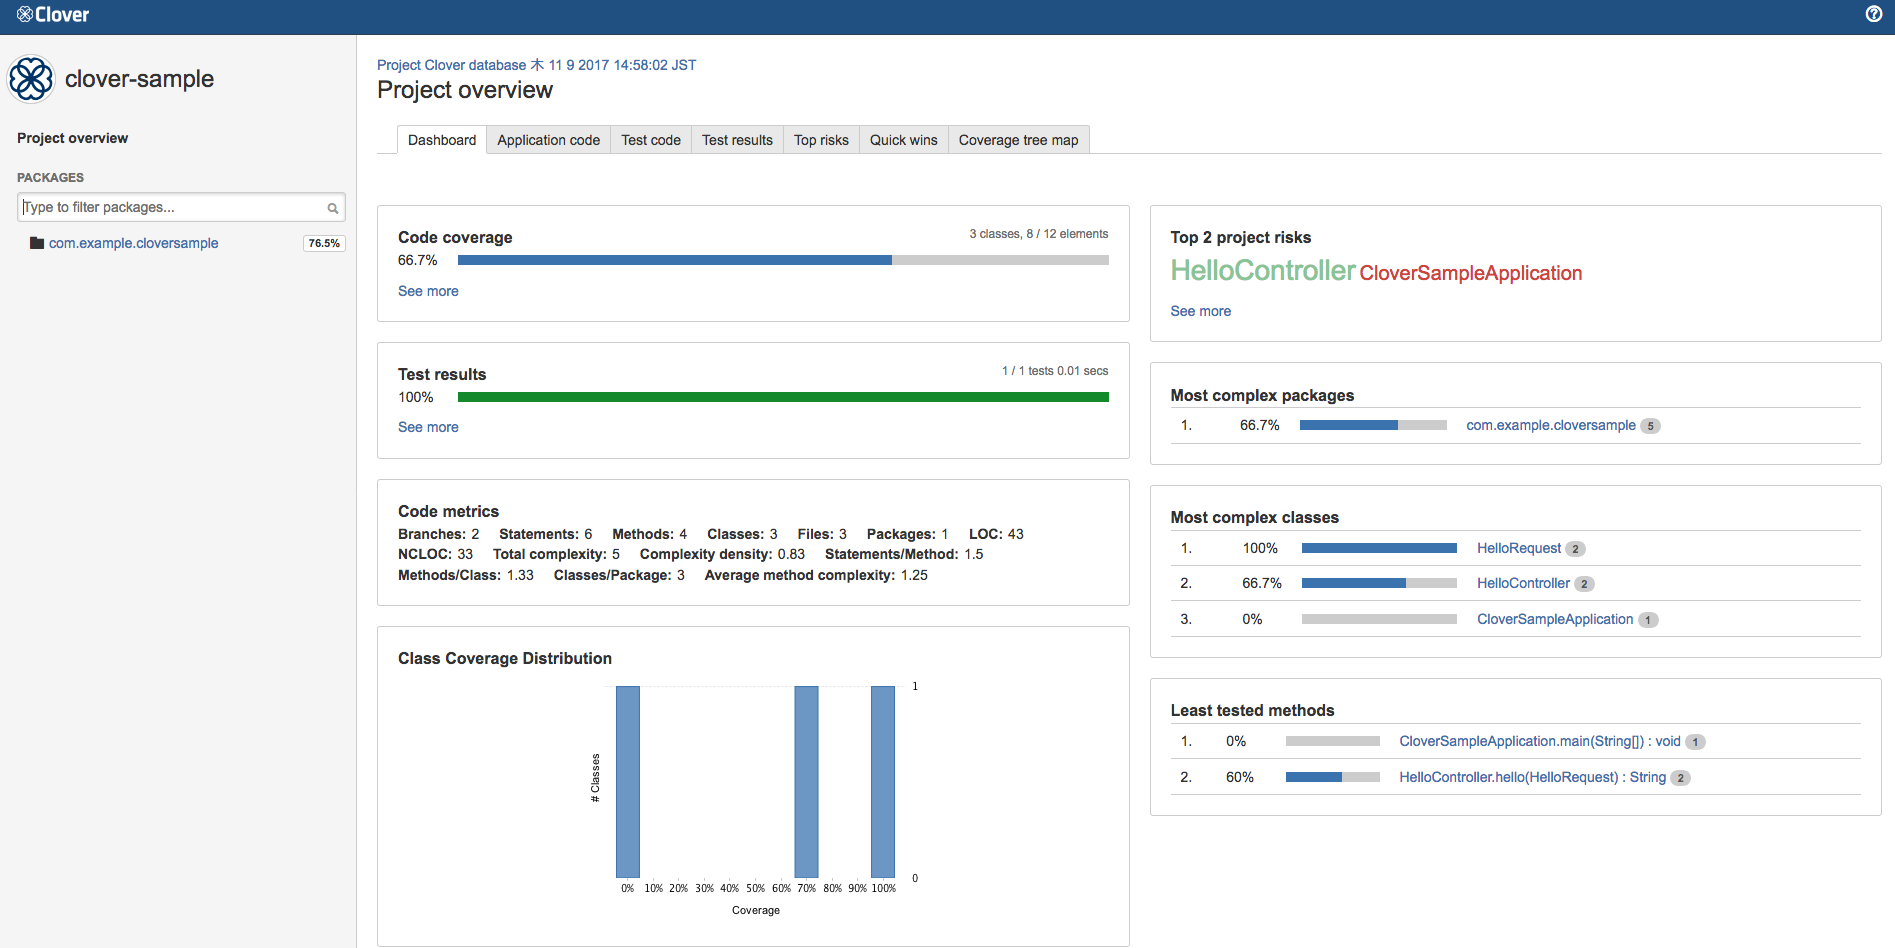 Clover
clover-sample
Project overview
PACKAGES
Type to filter packages...
com.example.cloversample 76.5%
Project Clover database 木 11 9 2017 14:58:02 JST
Project overview
Dashboard Application code Test code Test results Top risks Quick wins Coverage tree map
Code coverage 3 classes, 8 / 12 elements
66.7%
See more
Test results 1 / 1 tests 0.01 secs
100%
See more
Code metrics
Branches: 2 Statements: 6 Methods: 4 Classes: 3 Files: 3 Packages: 1 LOC: 43
NCLOC: 33 Total complexity: 5 Complexity density: 0.83 Statements/Method: 1.5
Methods/Class: 1.33 Classes/Package: 3 Average method complexity: 1.25
Class Coverage Distribution
1
# Classes
0
0% 10% 20% 30% 40% 50% 60% 70% 80% 90% 100%
Coverage
Top 2 project risks
HelloController CloverSampleApplication
See more
Most complex packages
1. 66.7% com.example.cloversample 5
Most complex classes
1. 100% HelloRequest 2
2. 66.7% HelloController 2
3. 0% CloverSampleApplication 1
Least tested methods
1. 0% CloverSampleApplication.main(String[]) : void 1
2. 60% HelloController.hello(HelloRequest) : String 2